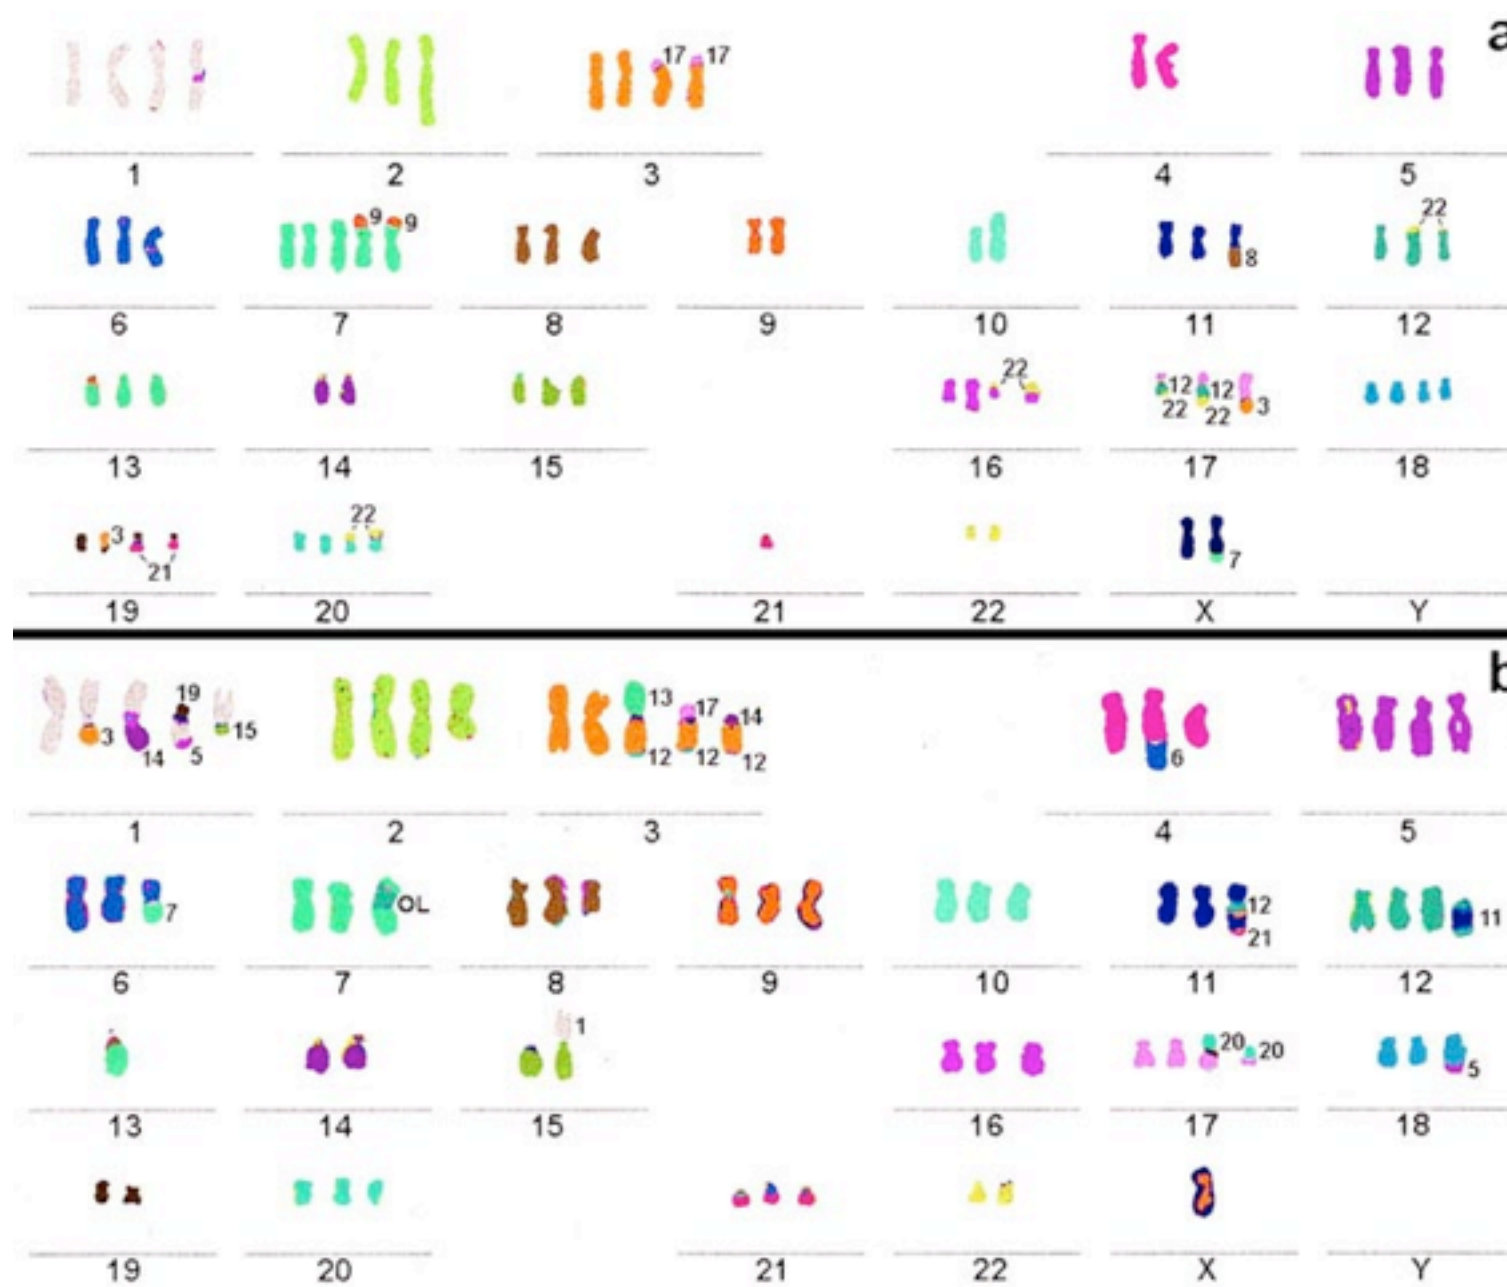 a
17 17
1 2 3 4 5
9 9 8 22
6 7 8 9 10 11 12
22 12 12 22 22 3
13 14 15 16 17 18
3 21 22 7
19 20 21 22 X Y
b
3 14 19 5 15 13 12 17 12 14 12 6
1 2 3 4 5
7 OL 12 21 11
6 7 8 9 10 11 12
1 20 20 5
13 14 15 16 17 18
19 20 21 22 X Y